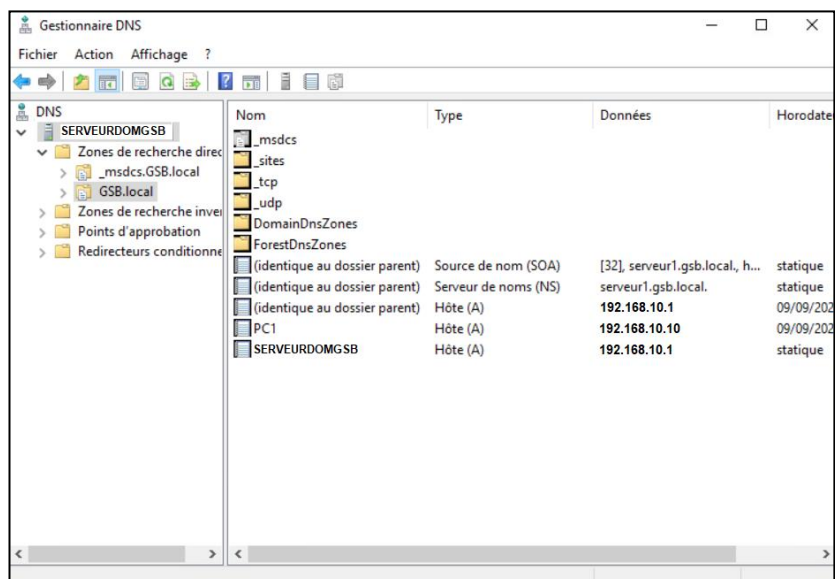 Gestionnaire DNS
Fichier Action Affichage ?
DNS
SERVEURDOMGSB
Zones de recherche direc
_msdcs.GSB.local
GSB.local
Zones de recherche inver
Points d'approbation
Redirecteurs conditionne
Nom Type Données Horodate
_msdcs
_sites
_tcp
_udp
DomainDnsZones
ForestDnsZones
(identique au dossier parent) Source de nom (SOA) [32], serveur1.gsb.local., h... statique
(identique au dossier parent) Serveur de noms (NS) serveur1.gsb.local. statique
(identique au dossier parent) Hôte (A) 192.168.10.1 09/09/202
PC1 Hôte (A) 192.168.10.10 09/09/202
SERVEURDOMGSB Hôte (A) 192.168.10.1 statique